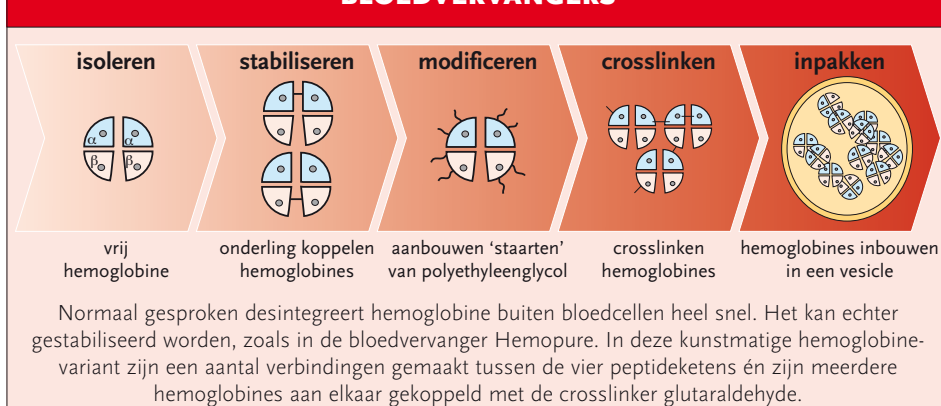 BLOEDVERVANGERS
isoleren
stabiliseren
modificeren
crosslinken
inpakken
α α
β β
vrij
hemoglobine
onderling koppelen
hemoglobines
aanbouwen ‘staarten’
van polyethyleenglycol
crosslinken
hemoglobines
hemoglobines inbouwen
in een vesicle
Normaal gesproken desintegreert hemoglobine buiten bloedcellen heel snel. Het kan echter
gestabiliseerd worden, zoals in de bloedvervanger Hemopure. In deze kunstmatige hemoglobine-
variant zijn een aantal verbindingen gemaakt tussen de vier peptideketens én zijn meerdere
hemoglobines aan elkaar gekoppeld met de crosslinker glutaraldehyde.